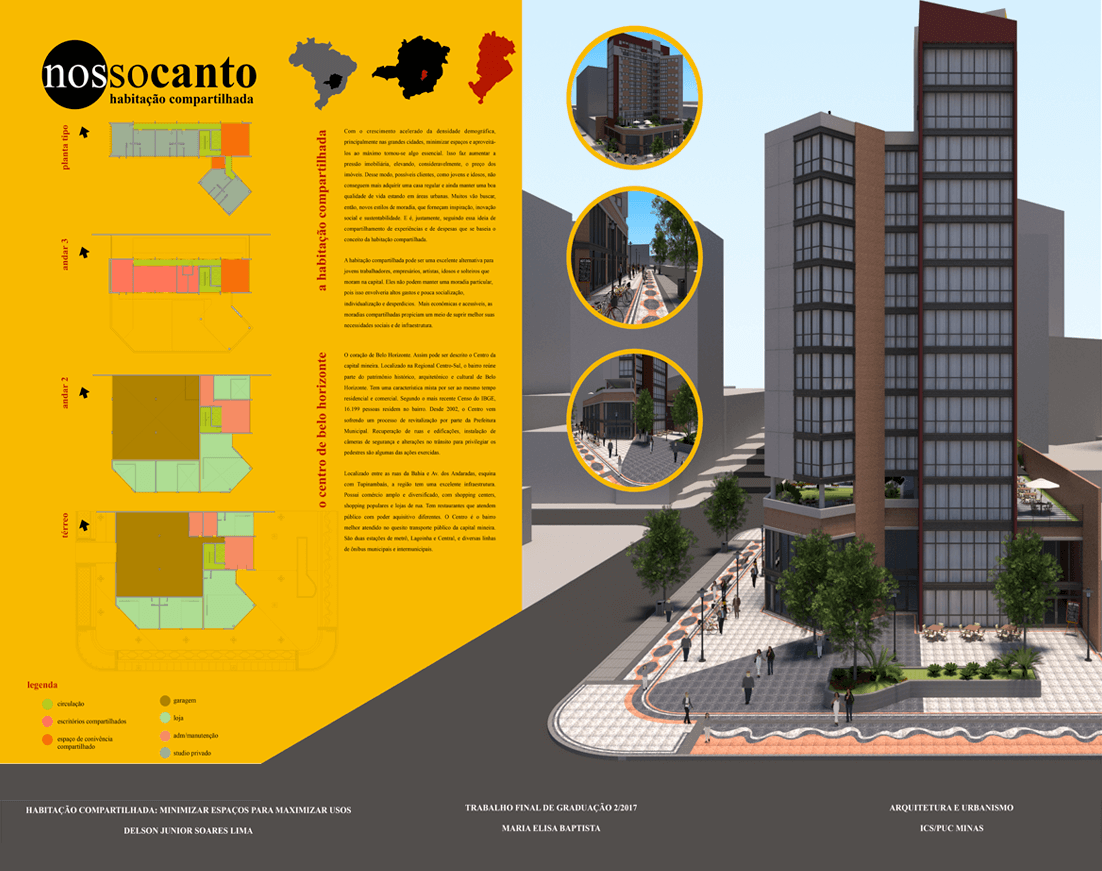 nossocanto
habitação compartilhada
planta tipo
andar 3
andar 2
térreo
legenda
circulação
escritórios compartilhados
espaço de conivência
compartilhado
garagem
loja
adm/manutenção
studio privado
a habitação compartilhada
Com o crescimento acelerado da densidade demográfica,
principalmente nas grandes cidades, minimizar espaços e aproveitá-
los ao máximo tornou-se algo essencial. Isso faz aumentar a
pressão imobiliária, elevando, consideravelmente, o preço dos
imóveis. Desse modo, possíveis clientes, como jovens e idosos, não
conseguem mais adquirir uma casa regular e ainda manter uma boa
qualidade de vida estando em áreas urbanas. Muitos vão buscar,
então, novos estilos de moradia, que forneçam inspiração, inovação
social e sustentabilidade. E é, justamente, seguindo essa ideia de
compartilhamento de experiências e de despesas que se baseia o
conceito da habitação compartilhada.
A habitação compartilhada pode ser uma excelente alternativa para
jovens trabalhadores, empresários, artistas, idosos e solteiros que
moram na capital. Eles não podem manter uma moradia particular,
pois isso envolveria altos gastos e pouca socialização,
individualização e desperdícios. Mais econômicas e acessíveis, as
moradias compartilhadas propiciam um meio de suprir melhor suas
necesidades sociais e de infraestrutura.
o centro de belo horizonte
O coração de Belo Horizonte. Assim pode ser descrito o Centro da
capital mineira. Localizado na Regional Centro-Sul, o bairro reúne
parte do patrimônio histórico, arquitetônico e cultural de Belo
Horizonte. Tem uma característica mista por ser ao mesmo tempo
residencial e comercial. Segundo o mais recente Censo do IBGE,
16.199 pessoas residem no bairro. Desde 2002, o Centro vem
sofrendo um processo de revitalização por parte da Prefeitura
Municipal. Recuperação de ruas e edificações, instalação de
câmeras de segurança e alterações no trânsito para privilegiar os
pedestres são algumas das ações exercidas.
Localizado entre as ruas da Bahia e Av. dos Andaradas, esquina
com Tupinambás, a região tem uma excelente infraestrutura.
Possui comércio amplo e diversificado, com shopping centers,
shopping populares e lojas de rua. Tem restaurantes que atendem
público com poder aquisitivo diferentes. O Centro é o bairro
melhor atendido no quesito transporte público da capital mineira.
São duas estações de metrô, Lagoinha e Central, e diversas linhas
de ônibus municipais e intermunicipais.
HABITAÇÃO COMPARTILHADA: MINIMIZAR ESPAÇOS PARA MAXIMIZAR USOS
DELSON JUNIOR SOARES LIMA
TRABALHO FINAL DE GRADUAÇÃO 2/2017
MARIA ELISA BAPTISTA
ARQUITETURA E URBANISMO
ICS/PUC MINAS